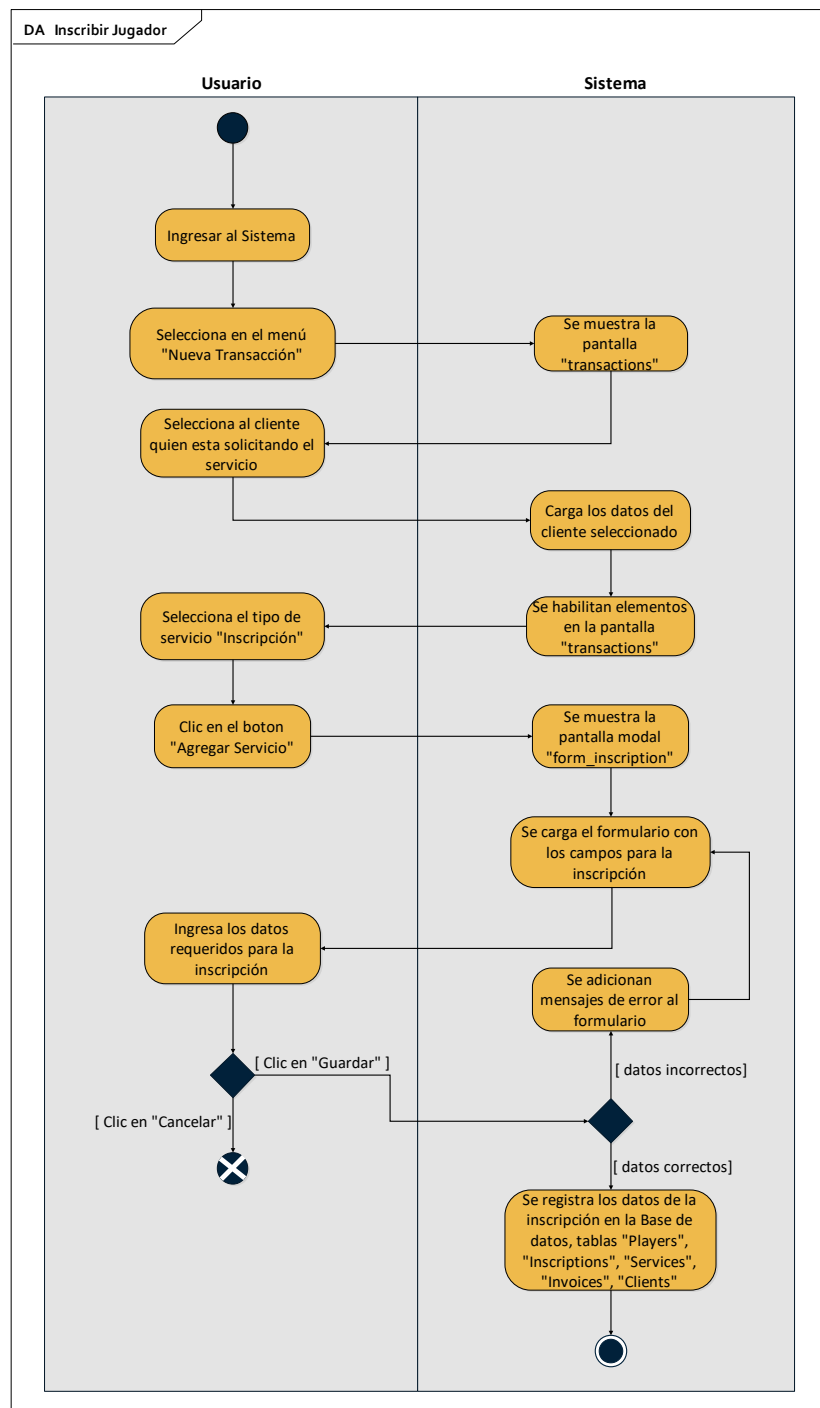 DA Inscribir Jugador
Usuario
Sistema
Ingresar al Sistema
Selecciona en el menú
"Nueva Transacción"
Se muestra la
pantalla
"transactions"
Selecciona al cliente
quien esta solicitando el
servicio
Carga los datos del
cliente seleccionado
Se habilitan elementos
en la pantalla
"transactions"
Selecciona el tipo de
servicio "Inscripción"
Clic en el boton
"Agregar Servicio"
Se muestra la
pantalla modal
"form_inscription"
Se carga el formulario con
los campos para la
inscripción
Ingresa los datos
requeridos para la
inscripción
Se adicionan
mensajes de error al
formulario
[ Clic en "Guardar" ]
[ datos incorrectos]
[ Clic en "Cancelar" ]
[ datos correctos]
Se registra los datos de la
inscripción en la Base de
datos, tablas "Players",
"Inscriptions", "Services",
"Invoices", "Clients"